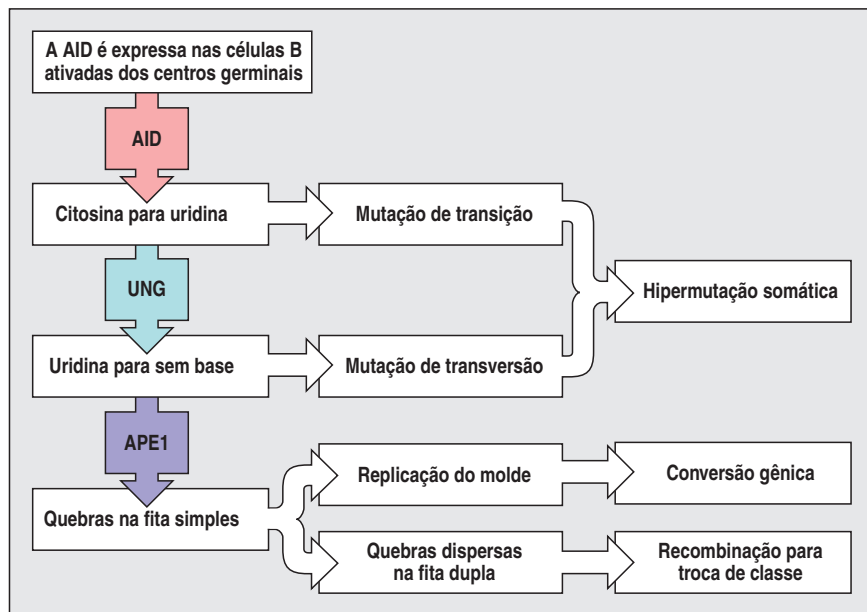 A AID é expressa nas células B
ativadas dos centros germinais
AID
Citosina para uridina
Mutação de transição
Hipermutação somática
UNG
Uridina para sem base
Mutação de transversão
APE1
Replicação do molde
Conversão gênica
Quebras na fita simples
Quebras dispersas
na fita dupla
Recombinação para
troca de classe